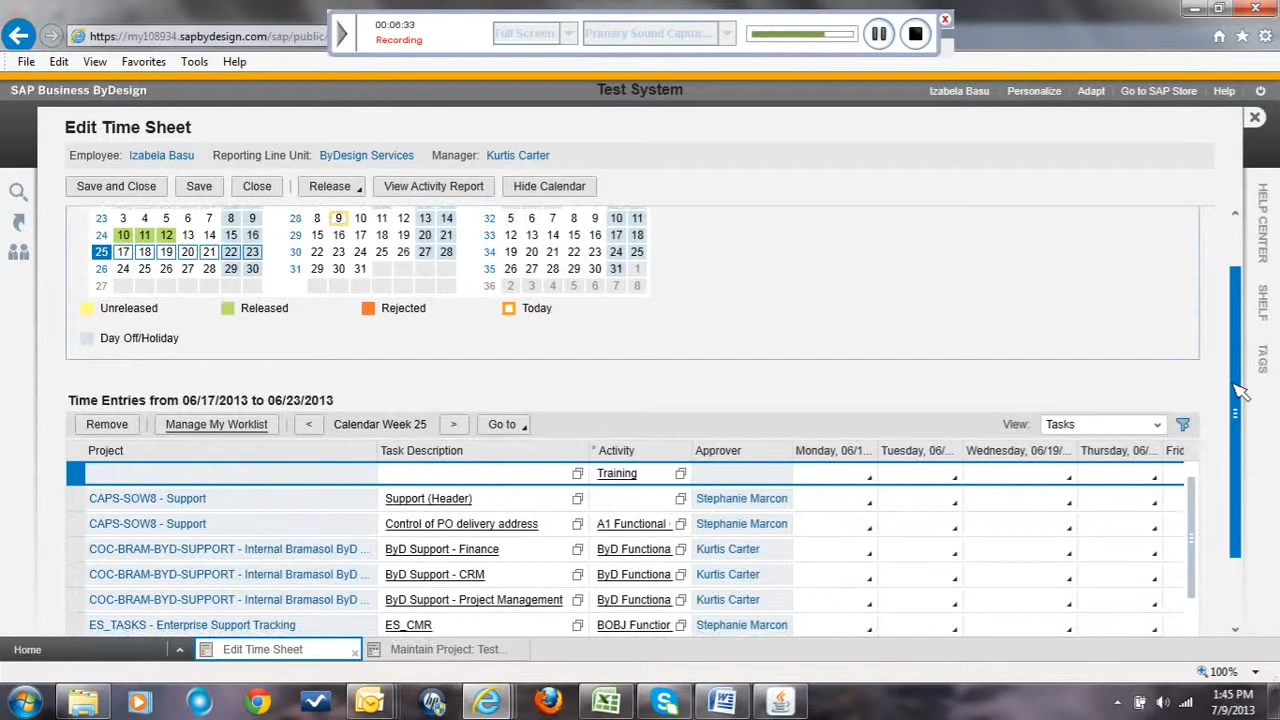 00:06:33
Recording
Full Screen
Primary Sound Captur...
https://my108934.sapbydesign.com/sap/public/
File Edit View Favorites Tools Help
SAP Business ByDesign
Test System
Izabela Basu Personalize Adapt Go to SAP Store Help
Edit Time Sheet
Employee: Izabela Basu Reporting Line Unit: ByDesign Services Manager: Kurtis Carter
Save and Close Save Close Release View Activity Report Hide Calendar
23 3 4 5 6 7 8 9 28 8 9 10 11 12 13 14 32 5 6 7 8 9 10 11
24 10 11 12 13 14 15 16 29 15 16 17 18 19 20 21 33 12 13 14 15 16 17 18
25 17 18 19 20 21 22 23 30 22 23 24 25 26 27 28 34 19 20 21 22 23 24 25
26 24 25 26 27 28 29 30 31 29 30 31 35 26 27 28 29 30 31 1
27 36 2 3 4 5 6 7 8
Unreleased Released Rejected Today
Day Off/Holiday
HELP CENTER
SHELF
TAGS
Time Entries from 06/17/2013 to 06/23/2013
Remove Manage My Worklist < Calendar Week 25 > Go to View: Tasks
Project Task Description Activity Approver Monday, 06/1... Tuesday, 06/... Wednesday, 06/19/... Thursday, 06/... Frid
Training
CAPS-SOW8 - Support Support (Header) Stephanie Marcon
CAPS-SOW8 - Support Control of PO delivery address A1 Functional Stephanie Marcon
COC-BRAM-BYD-SUPPORT - Internal Bramasol ByD ... ByD Support - Finance ByD Functiona Kurtis Carter
COC-BRAM-BYD-SUPPORT - Internal Bramasol ByD ... ByD Support - CRM ByD Functiona Kurtis Carter
COC-BRAM-BYD-SUPPORT - Internal Bramasol ByD ... ByD Support - Project Management ByD Functiona Kurtis Carter
ES_TASKS - Enterprise Support Tracking ES_CMR BOBJ Function Stephanie Marcon
Home Edit Time Sheet Maintain Project: Test...
100%
1:45 PM
7/9/2013